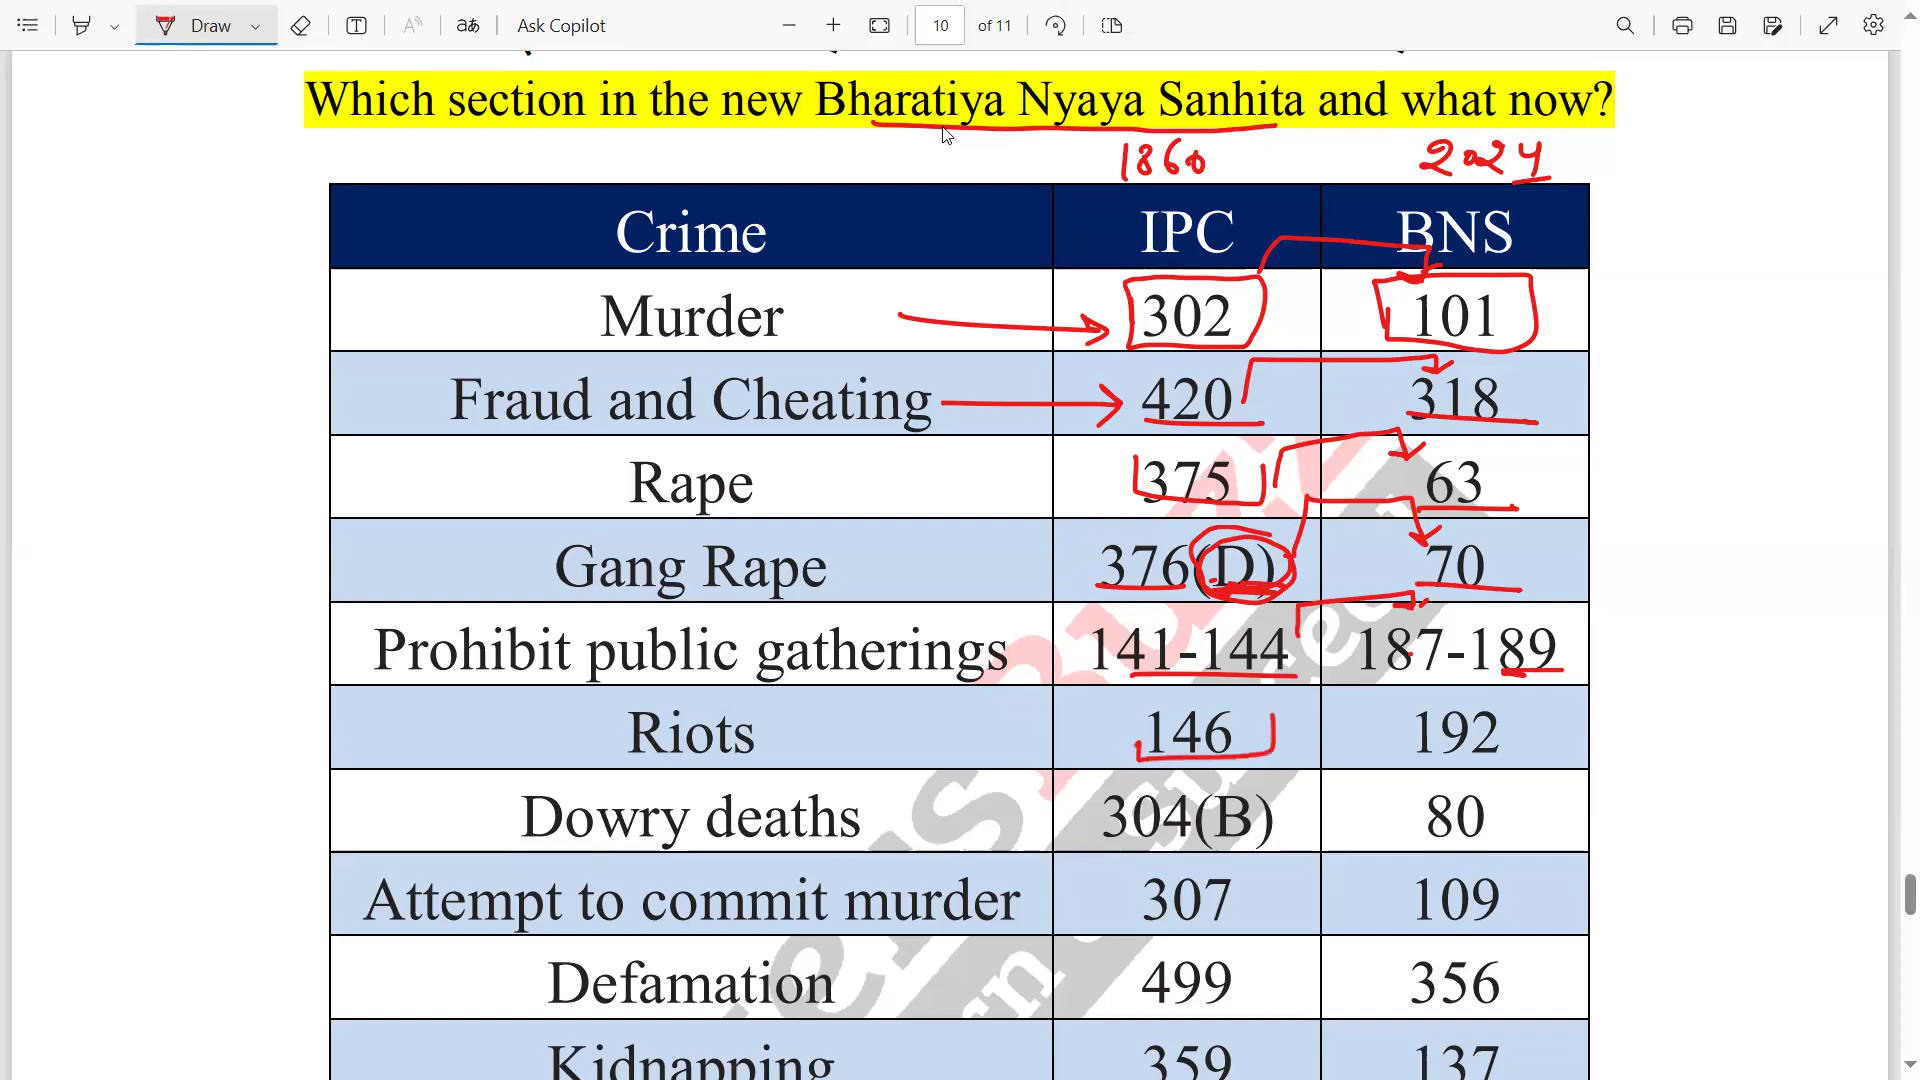 Draw
Ask Copilot
10 of 11
Which section in the new Bharatiya Nyaya Sanhita and what now?
1860 2024
Crime IPC BNS
Murder 302 101
Fraud and Cheating 420 318
Rape 375 63
Gang Rape 376(D) 70
Prohibit public gatherings 141-144 187-189
Riots 146 192
Dowry deaths 304(B) 80
Attempt to commit murder 307 109
Defamation 499 356
Kidnapping 359 137